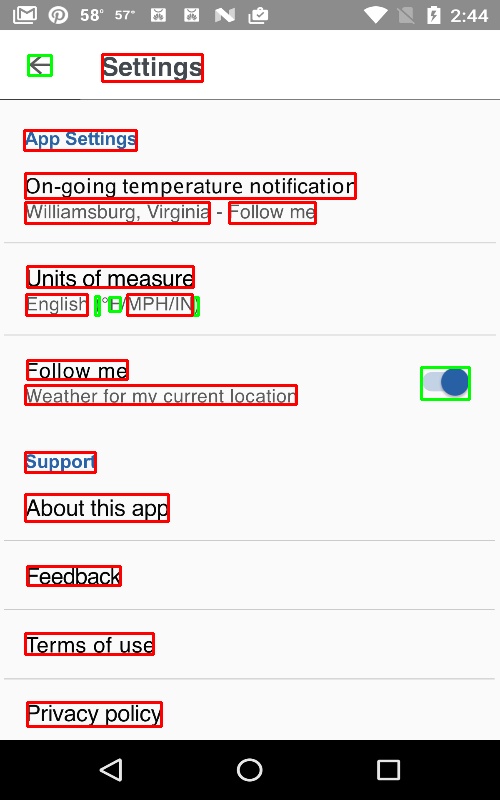 58° 57° 2:44
Settings
App Settings
On-going temperature notification
Williamsburg, Virginia - Follow me
Units of measure
English (°F/MPH/IN)
Follow me
Weather for my current location
Support
About this app
Feedback
Terms of use
Privacy policy